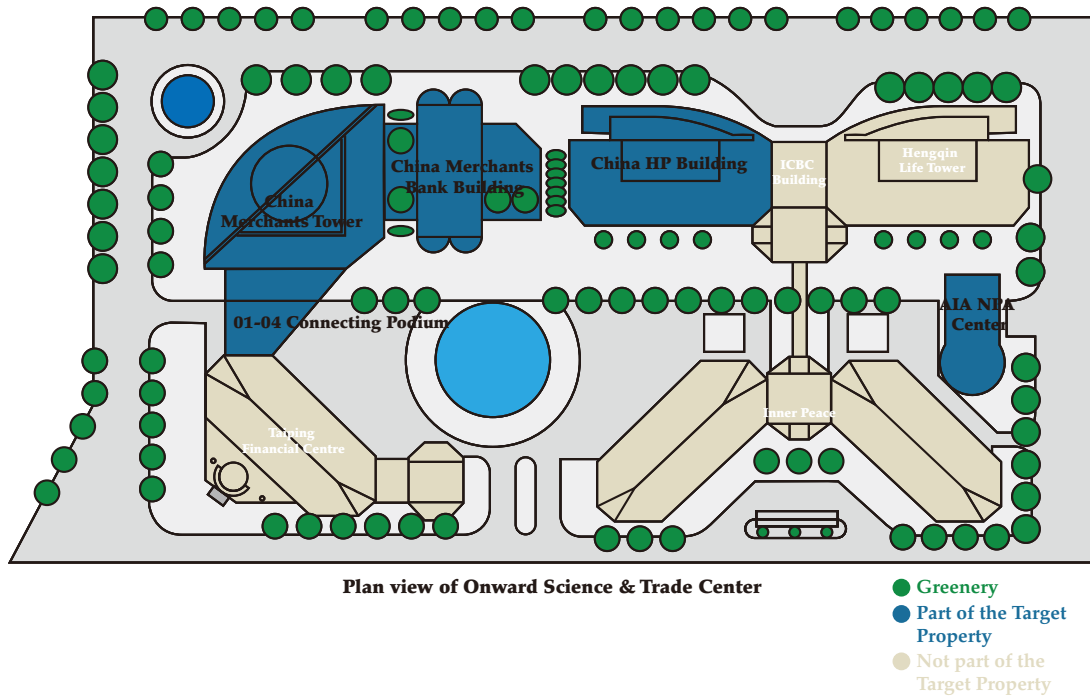 China Merchants
Bank Building
China HP Building
ICBC
Building
Hengqin
Life Tower
China
Merchants Tower
01-04 Connecting Podium
AIA NPA
Center
Taiping
Financial Centre
Inner Peace
Plan view of Onward Science & Trade Center
Greenery
Part of the Target
Property
Not part of the
Target Property